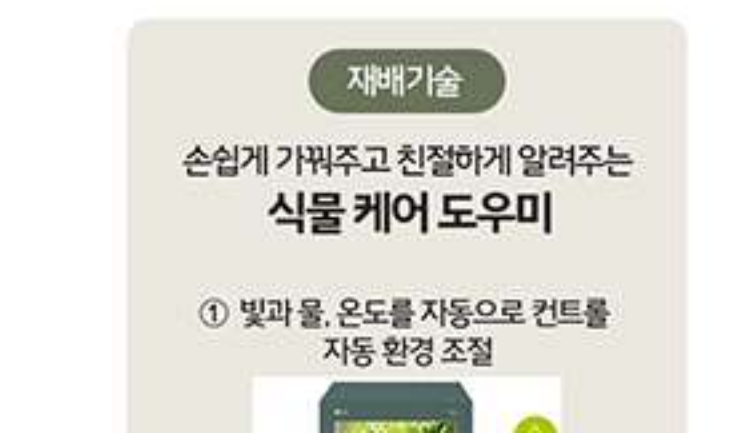 재배기술
손쉽게 가꿔주고 친절하게 알려주는
식물 케어 도우미
① 빛과 물, 온도를 자동으로 컨트롤
자동 환경 조절